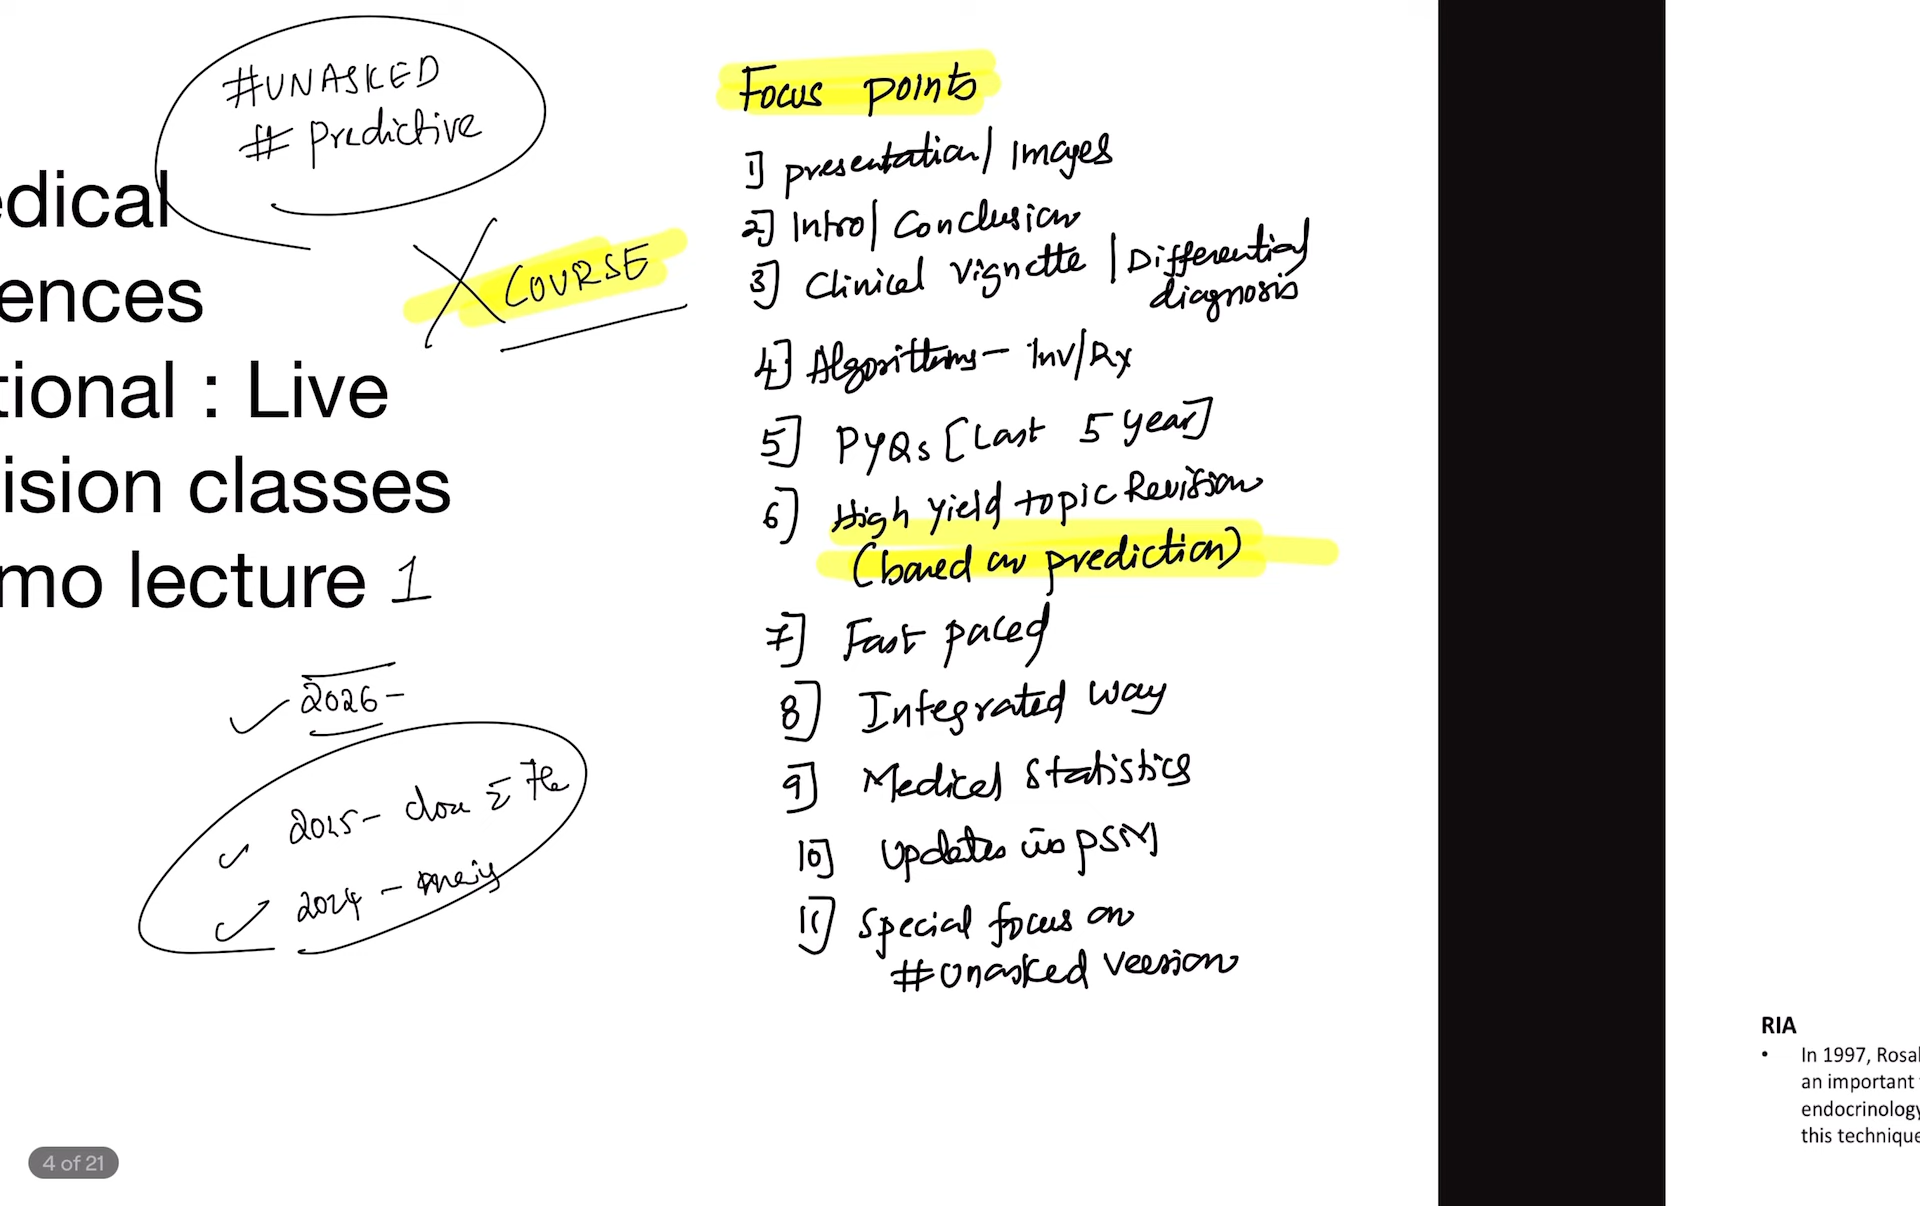 #UNASKED
# Predictive
edical
ences
tional : Live
ision classes
mo lecture 1
X COURSE
2026 -
2025 -
2024 -
Focus points
1] presentation/ Images
2] Intro/ Conclusion
3] Clinical Vignette / Differential
diagnosis
4] Algorithms - Inv/Rx
5] PYQs [Last 5 year]
6] High yield topic Revision
(based on prediction)
7] Fast paced
8] Integrated way
9] Medical Statistics
10] Updates in PSM
11] Special focus on
#Unasked version
RIA
• In 1997, Rosal
an important
endocrinology
this technique
4 of 21